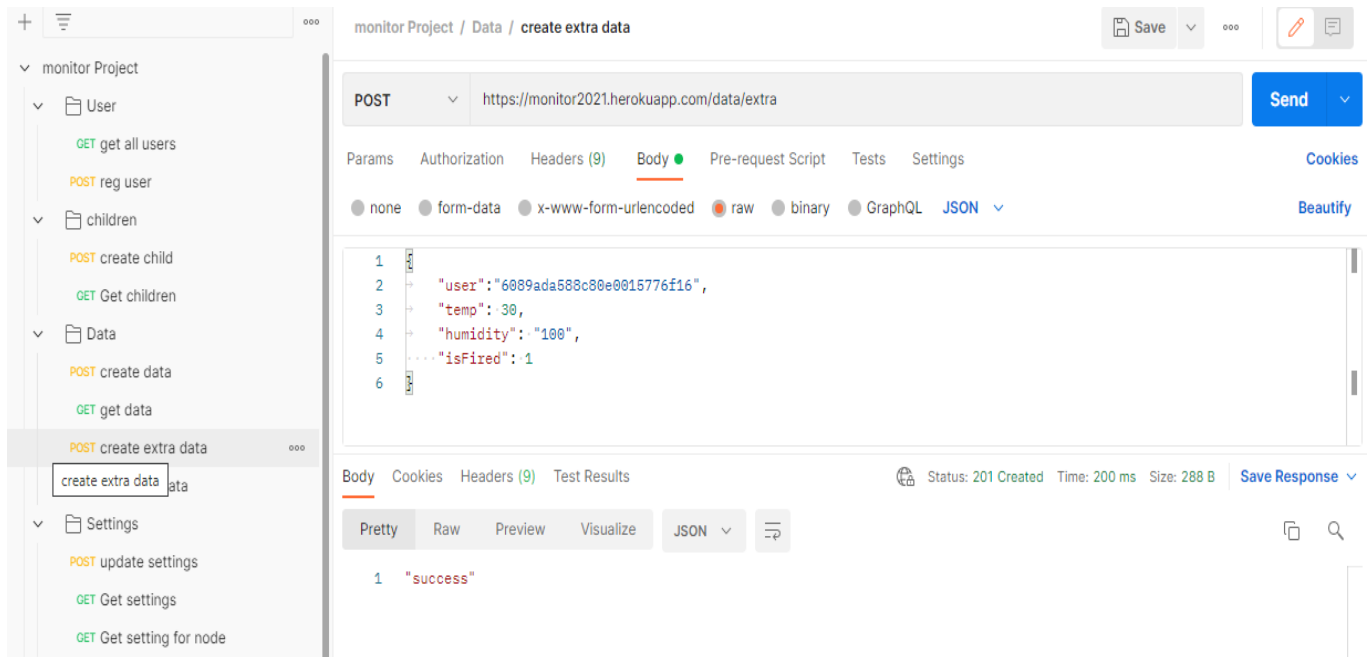 monitor Project
User
GET get all users
POST reg user
children
POST create child
GET Get children
Data
POST create data
GET get data
POST create extra data
create extra data
ata
Settings
POST update settings
GET Get settings
GET Get setting for node
monitor Project / Data / create extra data
Save
POST https://monitor2021.herokuapp.com/data/extra Send
Params Authorization Headers (9) Body Pre-request Script Tests Settings Cookies
none form-data x-www-form-urlencoded raw binary GraphQL JSON Beautify
1 {
2 "user":"6089ada588c80e0015776f16",
3 "temp": 30,
4 "humidity": "100",
5 "isFired": 1
6 }
Body Cookies Headers (9) Test Results Status: 201 Created Time: 200 ms Size: 288 B Save Response
Pretty Raw Preview Visualize JSON
1 "success"